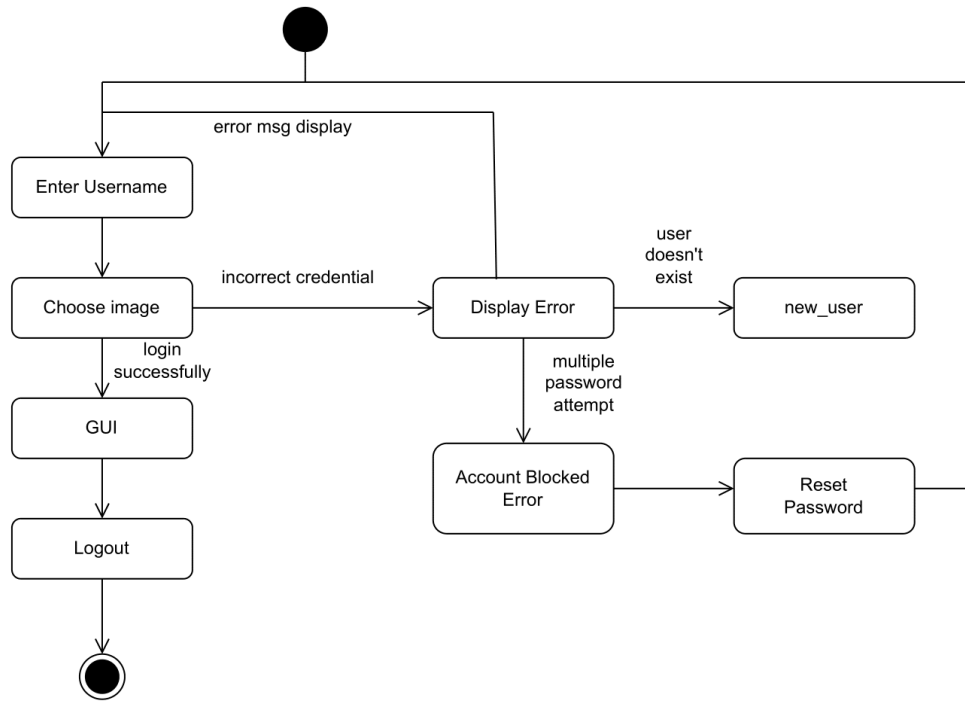 error msg display
Enter Username
user
doesn't
exist
incorrect credential
Choose image
Display Error
new_user
login
successfully
multiple
password
attempt
GUI
Account Blocked
Error
Reset
Password
Logout